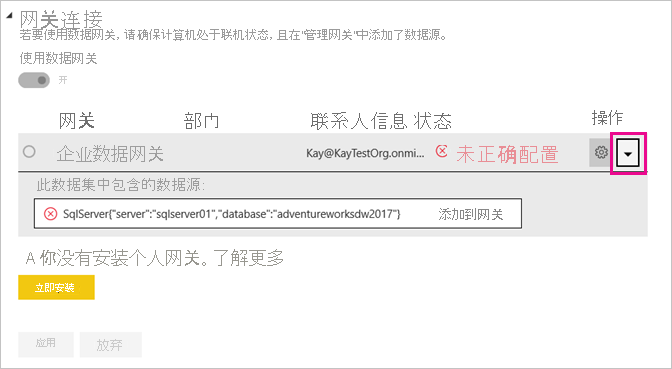 网关连接
若要使用数据网关, 请确保计算机处于联机状态, 且在"管理网关"中添加了数据源。
使用数据网关
开
网关 部门 联系人信息 状态 操作
企业数据网关 Kay@KayTestOrg.onmi... 未正确配置
此数据集中包含的数据源:
SqlServer{"server":"sqlserver01","database":"adventureworksdw2017"} 添加到网关
A 你没有安装个人网关。了解更多
立即安装
应用 放弃